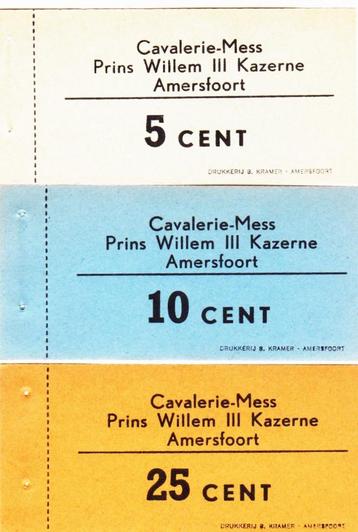 Cavalerie-Mess
Prins Willem III Kazerne
Amersfoort
5 CENT
DRUKKERIJ B. KRAMER - AMERSFOORT
Cavalerie-Mess
Prins Willem III Kazerne
Amersfoort
10 CENT
DRUKKERIJ B. KRAMER - AMERSFOORT
Cavalerie-Mess
Prins Willem III Kazerne
Amersfoort
25 CENT
DRUKKERIJ B. KRAMER - AMERSFOORT